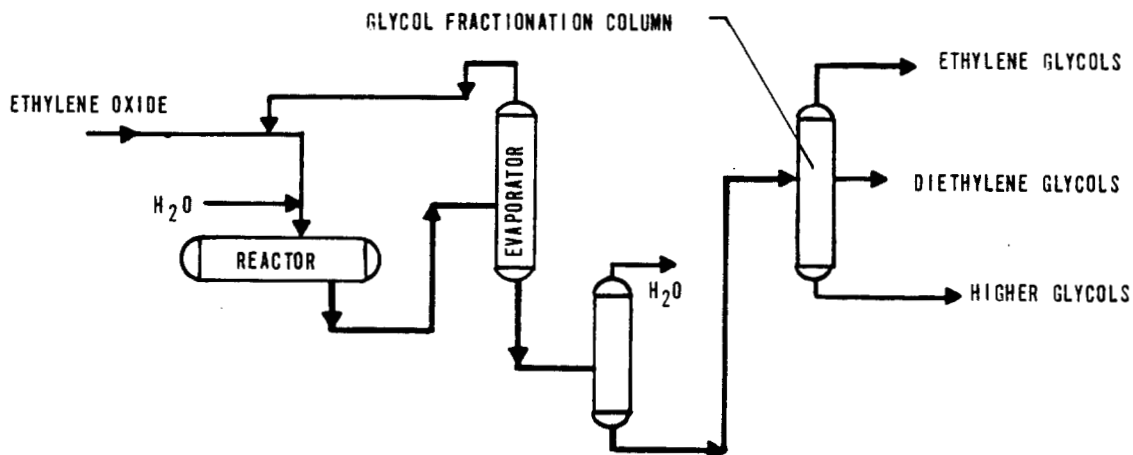 GLYCOL FRACTIONATION COLUMN
ETHYLENE GLYCOLS
ETHYLENE OXIDE
EVAPORATOR
DIETHYLENE GLYCOLS
H2O
REACTOR
H2O
HIGHER GLYCOLS